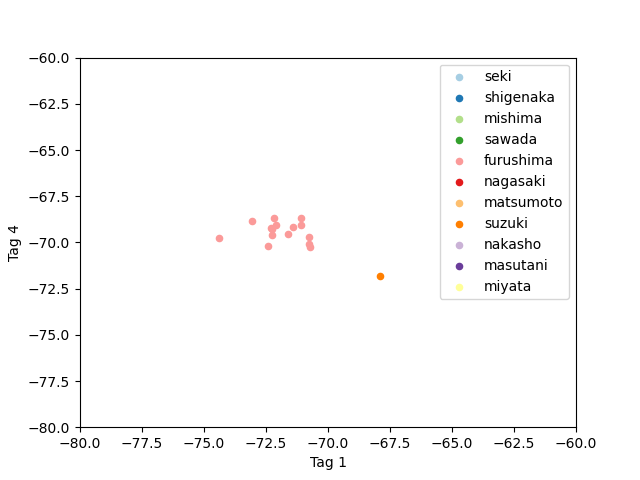 −60.0
−62.5
−65.0
−67.5
−70.0
−72.5
−75.0
−77.5
−80.0
Tag 4
seki
shigenaka
mishima
sawada
furushima
nagasaki
matsumoto
suzuki
nakasho
masutani
miyata
−80.0 −77.5 −75.0 −72.5 −70.0 −67.5 −65.0 −62.5 −60.0
Tag 1